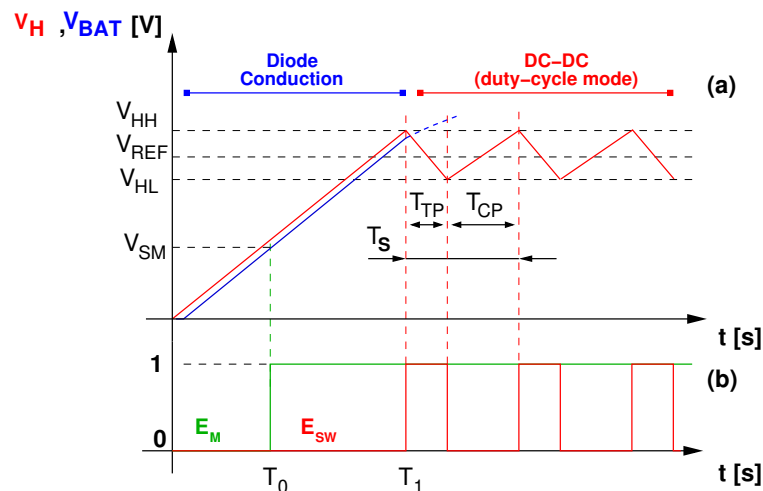 V_H ,V_BAT [V]
Diode
Conduction
DC–DC
(duty–cycle mode)
(a)
V_HH
V_REF
V_HL
T_TP T_CP
V_SM
T_S
t [s]
1
(b)
E_M E_SW
0
T_0 T_1 t [s]